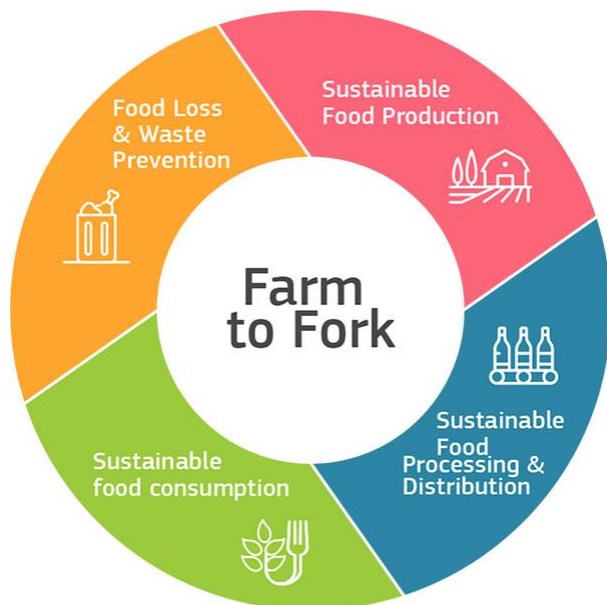 Farm
to Fork
Sustainable
Food Production
Sustainable
Food
Processing &
Distribution
Sustainable
food consumption
Food Loss
& Waste
Prevention